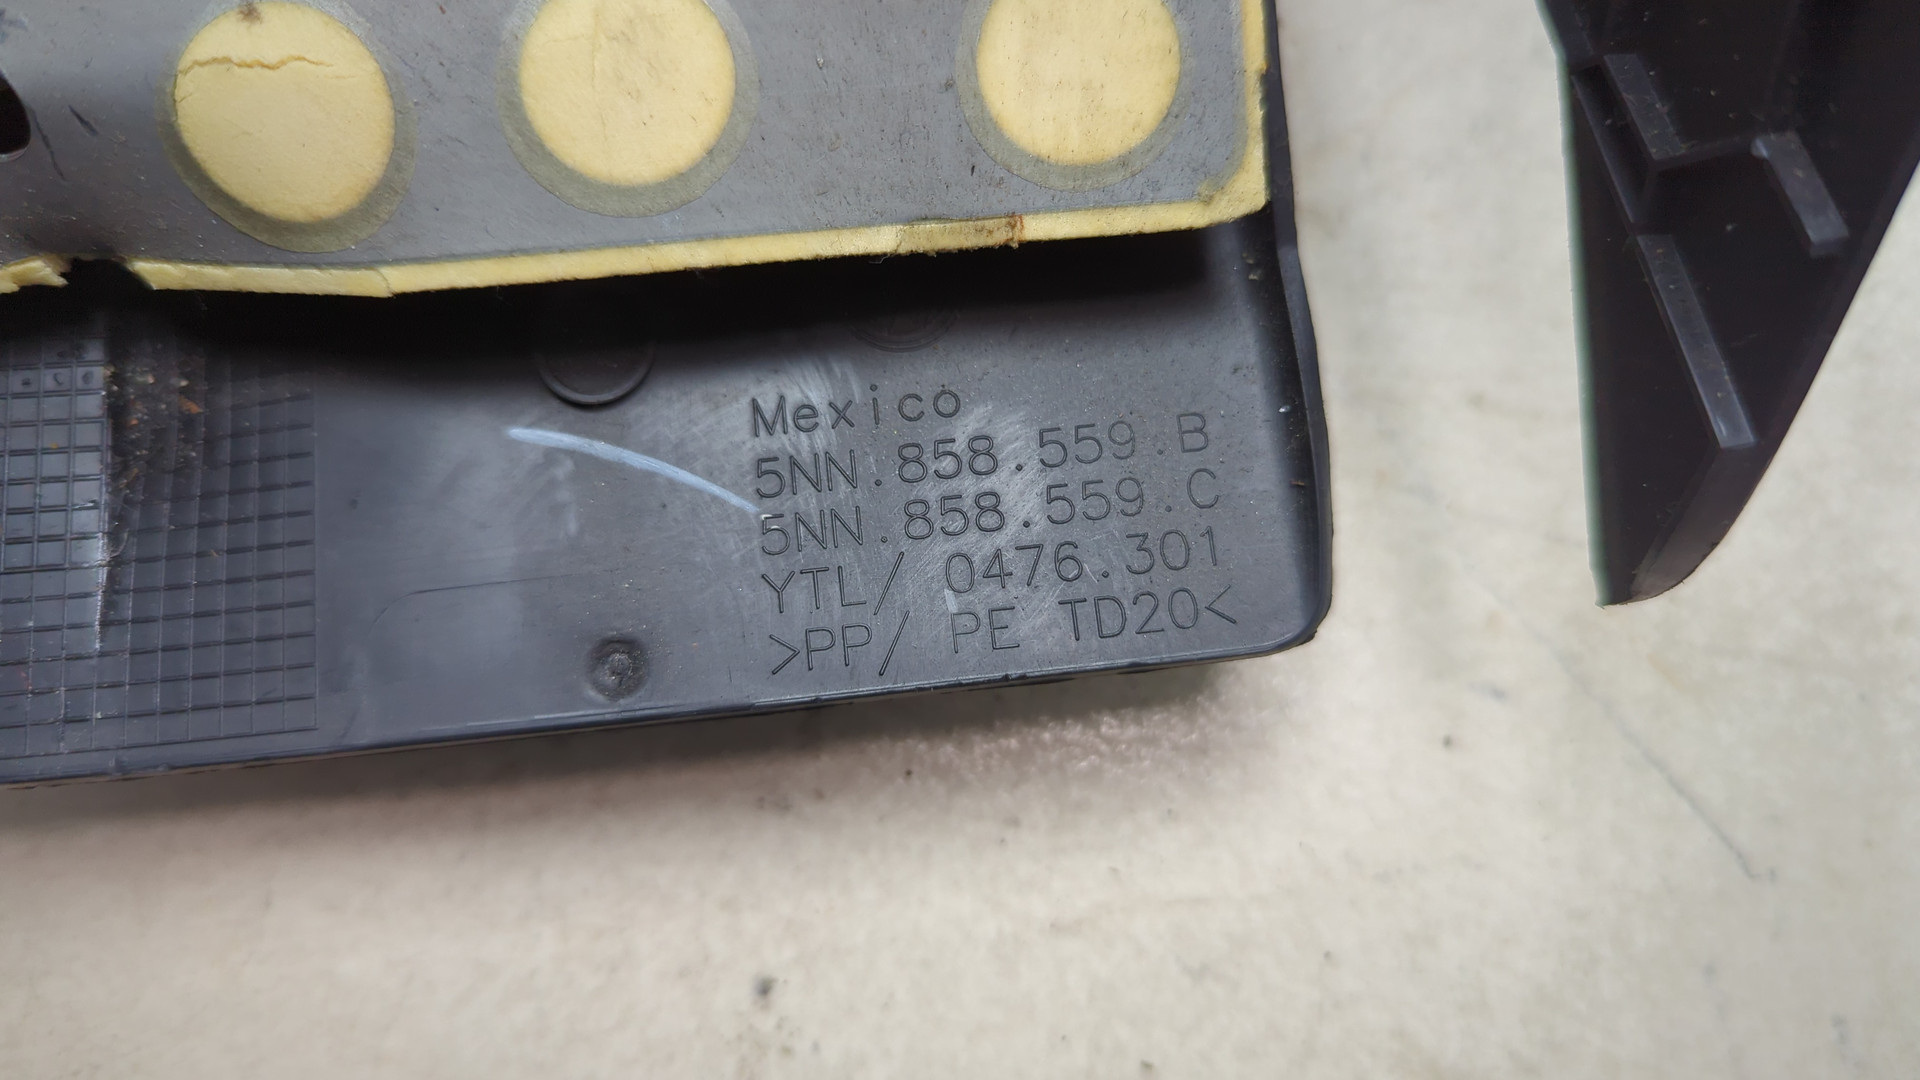 Mexico
5NN.858.559.B
5NN.858.559.C
YTL/ 0476.301
>PP/ PE TD20<